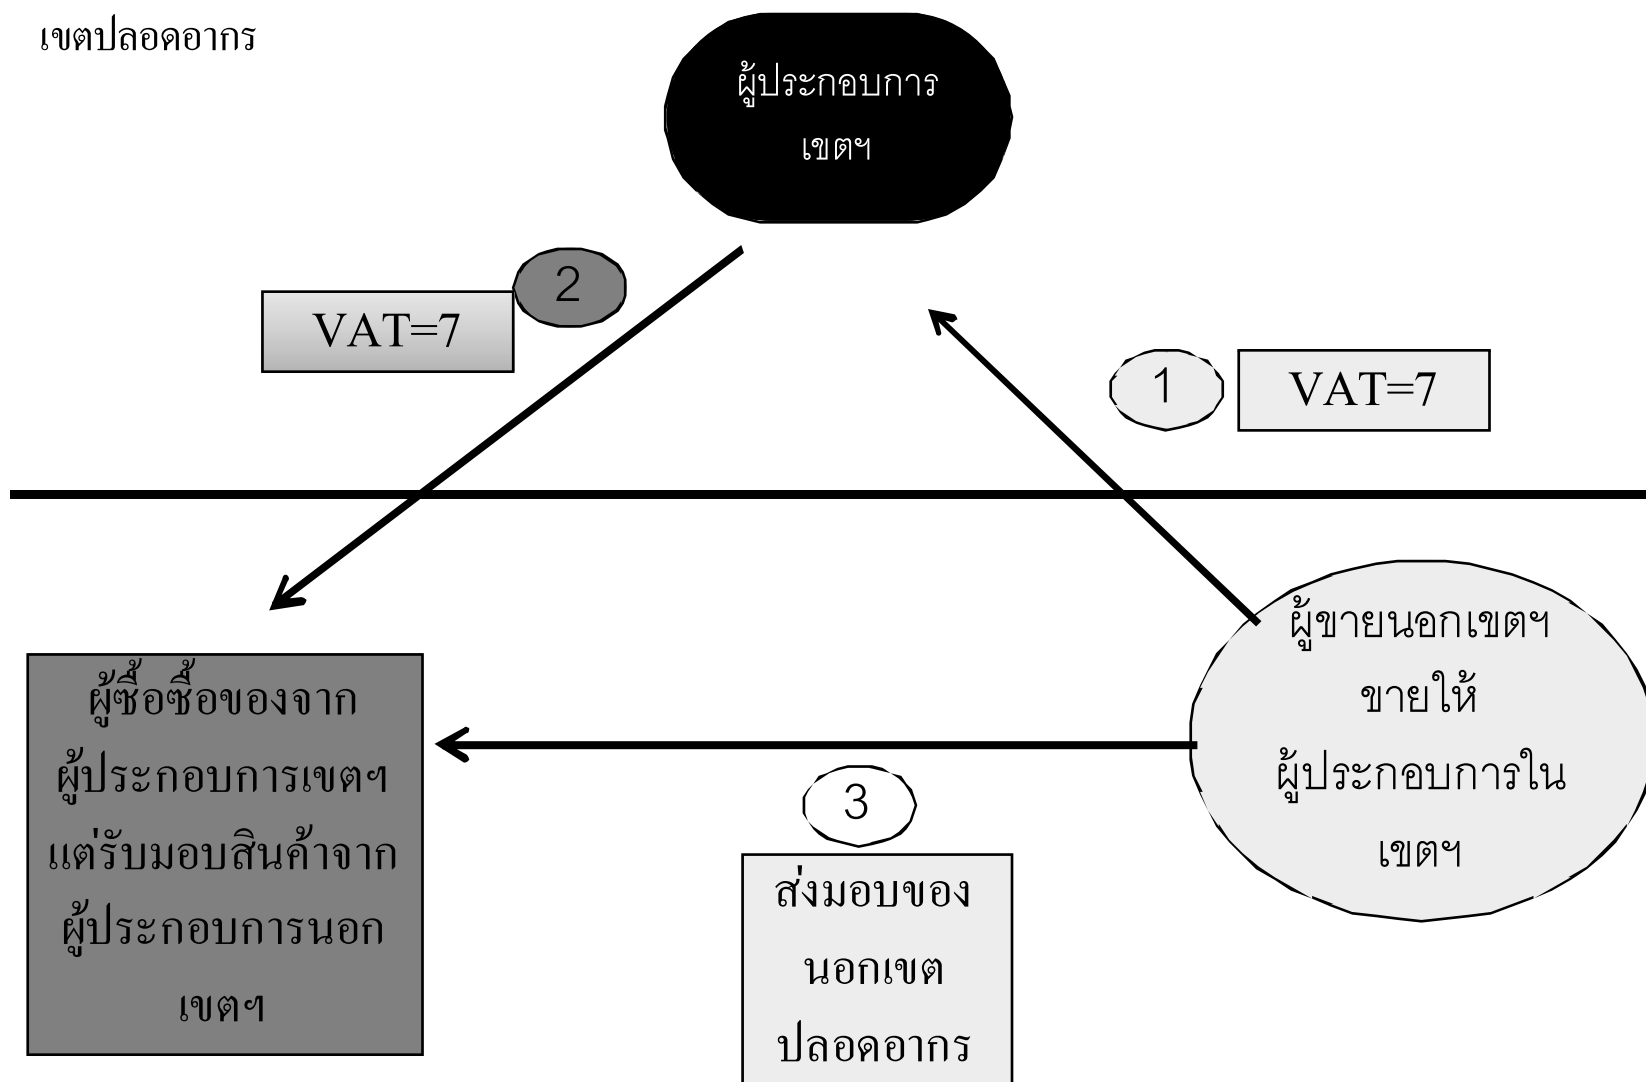 เขตปลอดอากร
ผู้ประกอบการ
เขตฯ
2
VAT=7
1
VAT=7
ผู้ขายนอกเขตฯ
ขายให้
ผู้ประกอบการใน
เขตฯ
ผู้ซื้อซื้อของจาก
ผู้ประกอบการเขตฯ
แต่รับมอบสินค้าจาก
ผู้ประกอบการนอก
เขตฯ
3
ส่งมอบของ
นอกเขต
ปลอดอากร